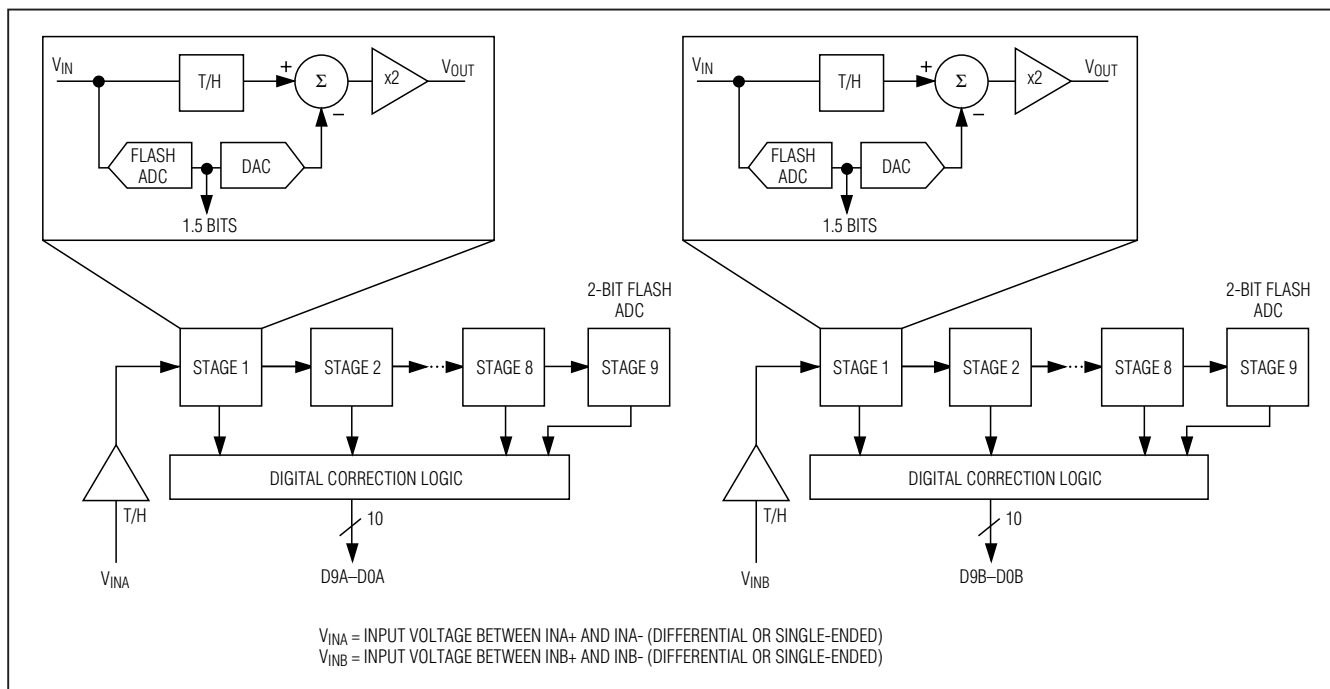 V_IN
T/H
+
Σ
−
x2
V_OUT
FLASH
ADC
DAC
1.5 BITS
2-BIT FLASH
ADC
STAGE 1
STAGE 2
...
STAGE 8
STAGE 9
DIGITAL CORRECTION LOGIC
T/H
10
V_INA
D9A–D0A
V_IN
T/H
+
Σ
−
x2
V_OUT
FLASH
ADC
DAC
1.5 BITS
2-BIT FLASH
ADC
STAGE 1
STAGE 2
...
STAGE 8
STAGE 9
DIGITAL CORRECTION LOGIC
T/H
10
V_INB
D9B–D0B
V_INA = INPUT VOLTAGE BETWEEN INA+ AND INA- (DIFFERENTIAL OR SINGLE-ENDED)
V_INB = INPUT VOLTAGE BETWEEN INB+ AND INB- (DIFFERENTIAL OR SINGLE-ENDED)